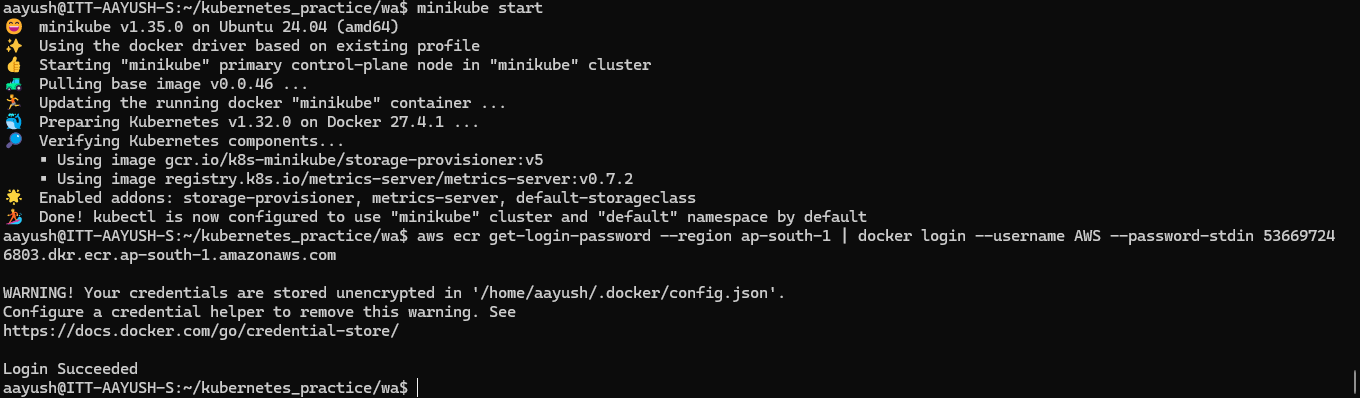 aayush@ITT-AAYUSH-S:~/kubernetes_practice/wa$ minikube start
😄  minikube v1.35.0 on Ubuntu 24.04 (amd64)
✨  Using the docker driver based on existing profile
👍  Starting "minikube" primary control-plane node in "minikube" cluster
🚜  Pulling base image v0.0.46 ...
🏃  Updating the running docker "minikube" container ...
🐳  Preparing Kubernetes v1.32.0 on Docker 27.4.1 ...
🔎  Verifying Kubernetes components...
    ▪ Using image gcr.io/k8s-minikube/storage-provisioner:v5
    ▪ Using image registry.k8s.io/metrics-server/metrics-server:v0.7.2
🌟  Enabled addons: storage-provisioner, metrics-server, default-storageclass
🏄  Done! kubectl is now configured to use "minikube" cluster and "default" namespace by default
aayush@ITT-AAYUSH-S:~/kubernetes_practice/wa$ aws ecr get-login-password --region ap-south-1 | docker login --username AWS --password-stdin 53669724
6803.dkr.ecr.ap-south-1.amazonaws.com

WARNING! Your credentials are stored unencrypted in '/home/aayush/.docker/config.json'.
Configure a credential helper to remove this warning. See
https://docs.docker.com/go/credential-store/

Login Succeeded
aayush@ITT-AAYUSH-S:~/kubernetes_practice/wa$